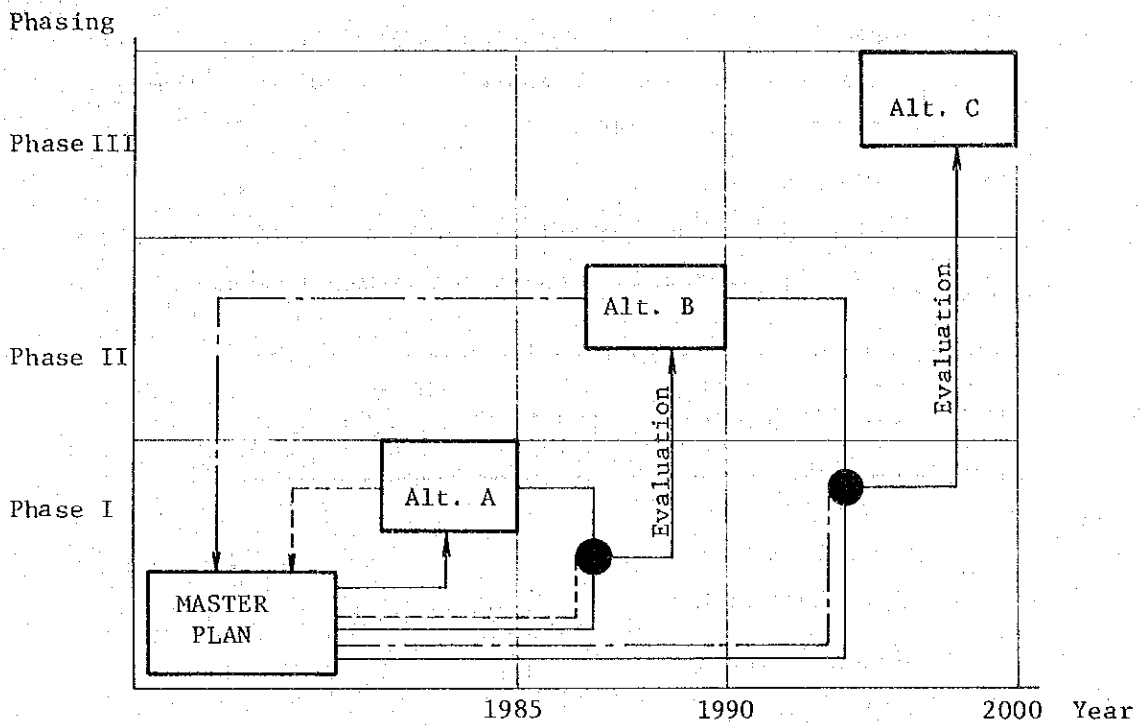 Phasing
Alt. C
Phase III
Evaluation
Alt. B
Phase II
Evaluation
Alt. A
Phase I
MASTER
PLAN
1985 1990 2000 Year